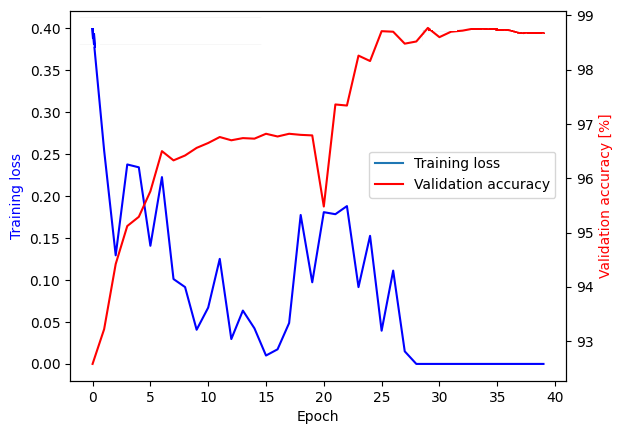 0.40
0.35
0.30
0.25
0.20
0.15
0.10
0.05
0.00
Training loss
99
98
97
96
95
94
93
Validation accuracy [%]
Training loss
Validation accuracy
0 5 10 15 20 25 30 35 40
Epoch